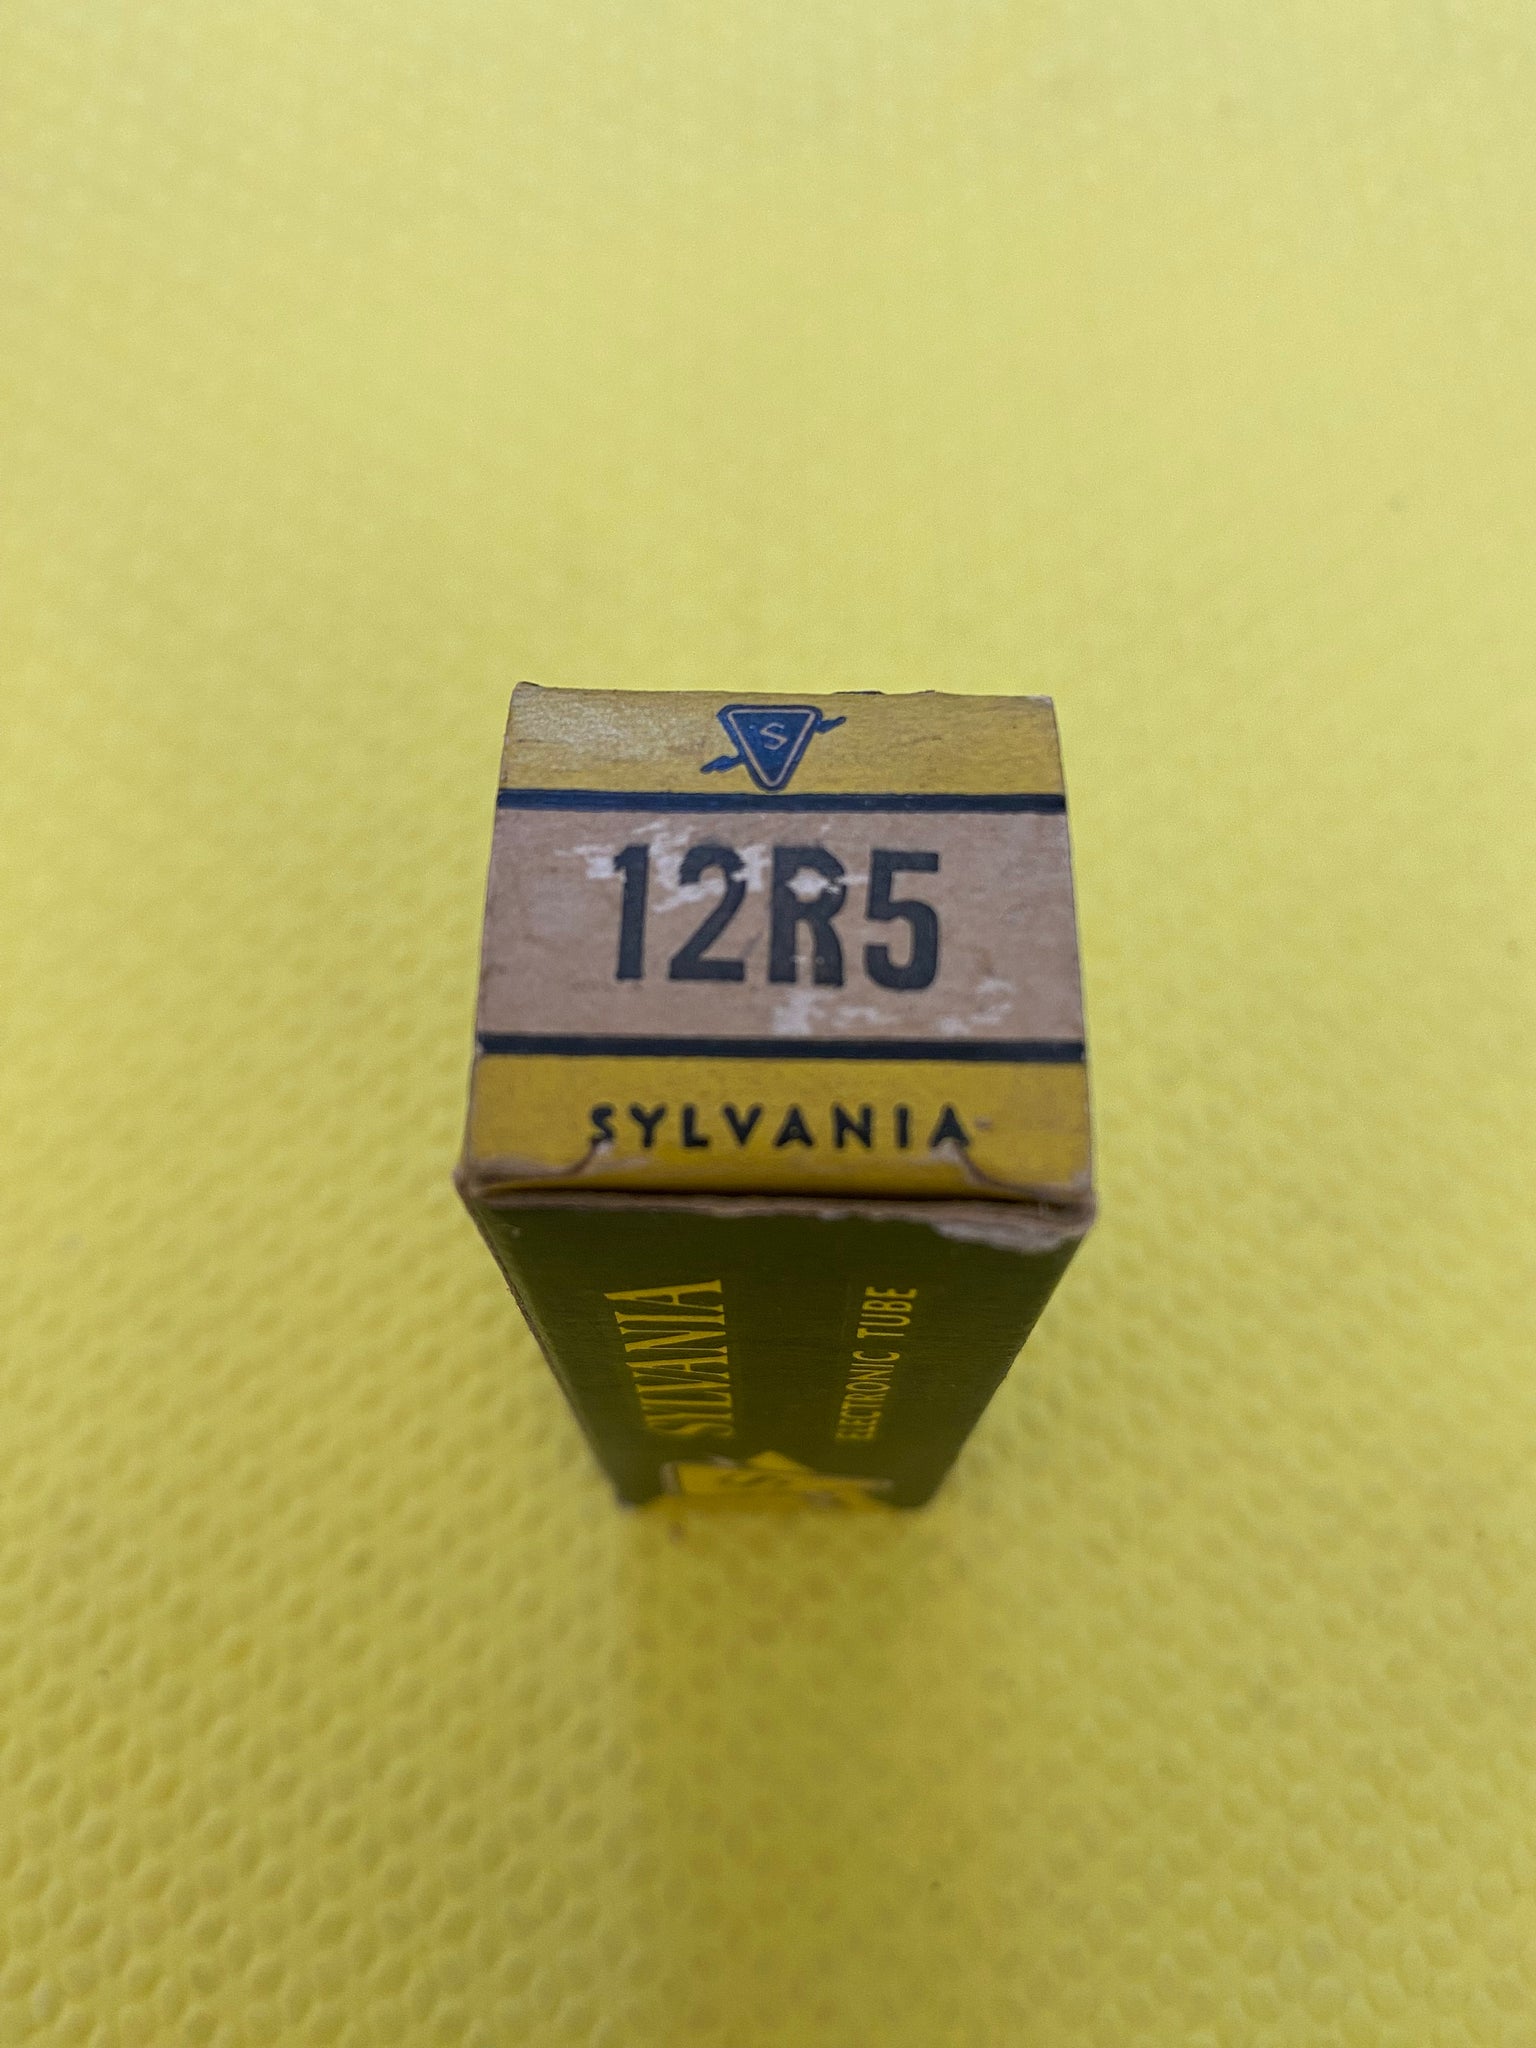 S
12R5
SYLVANIA
SYLVANIA
ELECTRONIC TUBE
S